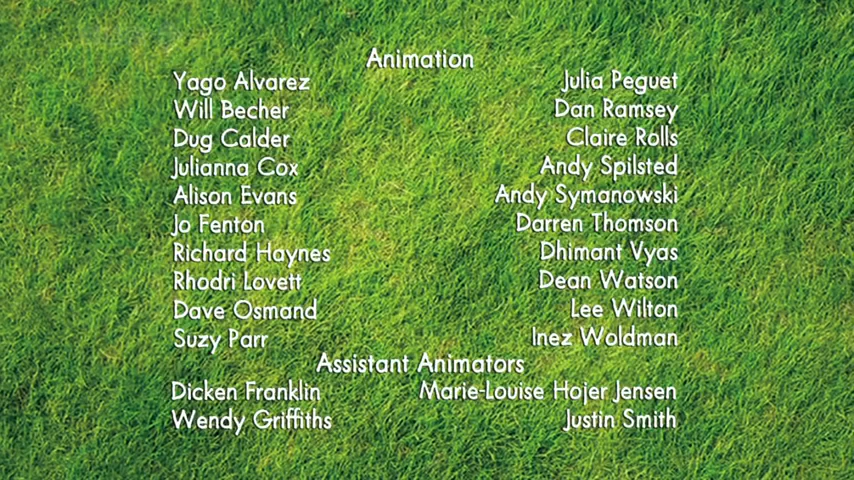 Animation
Yago Alvarez Julia Peguet
Will Becher Dan Ramsey
Dug Calder Claire Rolls
Julianna Cox Andy Spilsted
Alison Evans Andy Symanowski
Jo Fenton Darren Thomson
Richard Haynes Dhimant Vyas
Rhodri Lovett Dean Watson
Dave Osmand Lee Wilton
Suzy Parr Inez Woldman
Assistant Animators
Dicken Franklin Marie-Louise Hojer Jensen
Wendy Griffiths Justin Smith